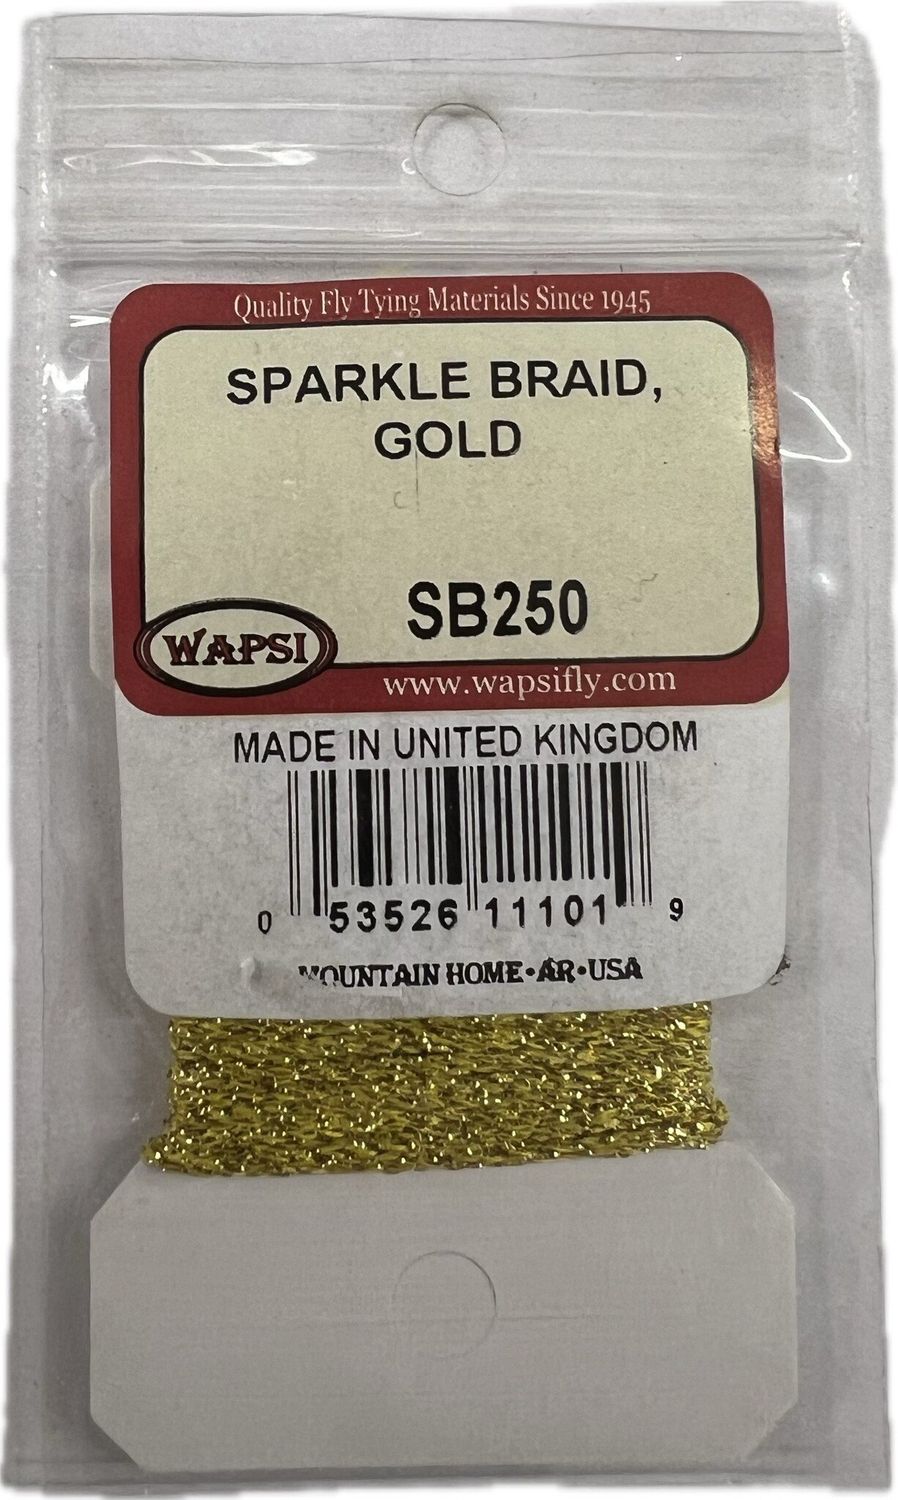 Quality Fly Tying Materials Since 1945
SPARKLE BRAID,
GOLD
SB250
WAPSI
www.wapsifly.com
MADE IN UNITED KINGDOM
0 53526 11101 9
MOUNTAIN HOME•AR•USA